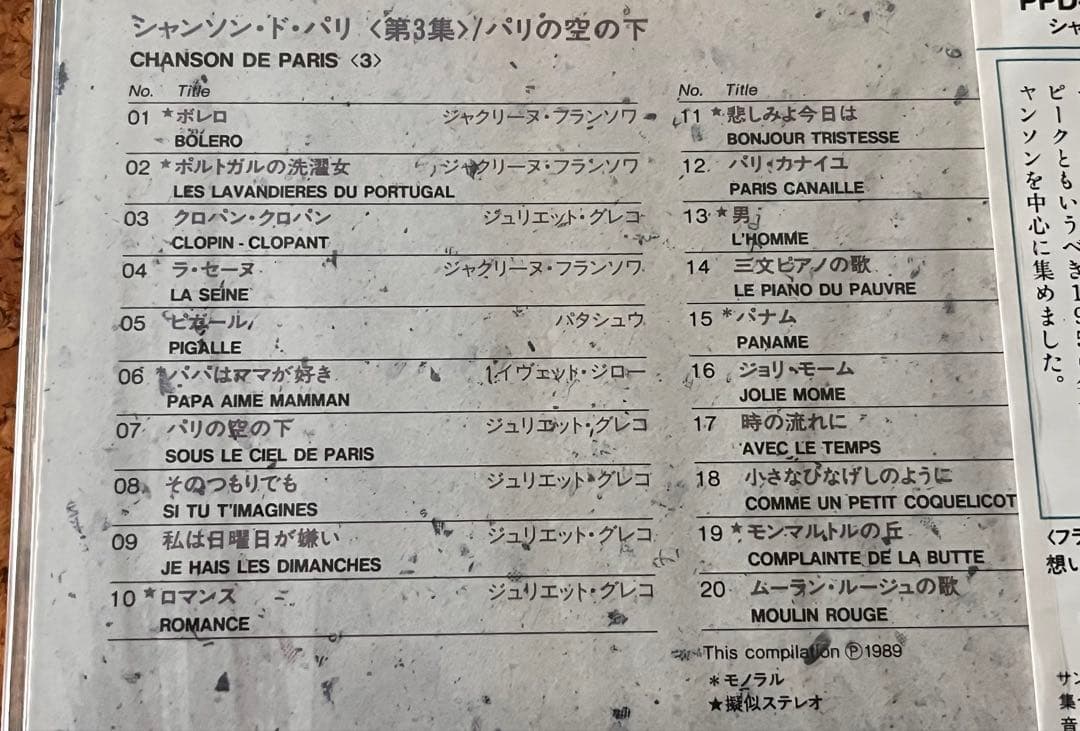 シャンソン・ド・パリ〈第3集〉/パリの空の下
CHANSON DE PARIS〈3〉
No. Title
01 ★ボレロ ジャクリーヌ・フランソワ
BOLERO
02 ★ポルトガルの洗濯女 ジャクリーヌ・フランソワ
LES LAVANDIERES DU PORTUGAL
03 クロパン・クロパン ジュリエット・グレコ
CLOPIN - CLOPANT
04 ラ・セーヌ ジャクリーヌ・フランソワ
LA SEINE
05 ピガール パタシュウ
PIGALLE
06 *パパはママが好き イヴェット・ジロー
PAPA AIME MAMMAN
07 パリの空の下 ジュリエット・グレコ
SOUS LE CIEL DE PARIS
08 そのつもりでも ジュリエット・グレコ
SI TU T'IMAGINES
09 私は日曜日が嫌い ジュリエット・グレコ
JE HAIS LES DIMANCHES
10 ★ロマンス ジュリエット・グレコ
ROMANCE
No. Title
11 ★悲しみよ今日は
BONJOUR TRISTESSE
12 パリ・カナイユ
PARIS CANAILLE
13 ★男
L'HOMME
14 三文ピアノの歌
LE PIANO DU PAUVRE
15 *パナム
PANAME
16 ジョリ・モーム
JOLIE MOME
17 時の流れに
AVEC LE TEMPS
18 小さなひなげしのように
COMME UN PETIT COQUELICOT
19 ★モンマルトルの丘
COMPLAINTE DE LA BUTTE
20 ムーラン・ルージュの歌
MOULIN ROUGE
This compilation Ⓟ1989
*モノラル
★擬似ステレオ
PPD
シャ
ピークともいうべき195
ャンソンを中心に集めました。
〈フラ
想い
サン
集
音